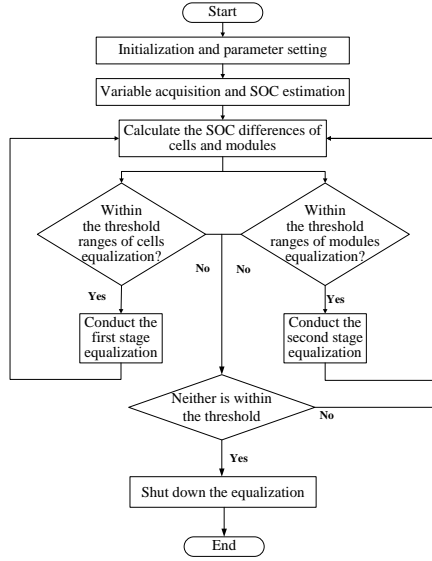 Start
Initialization and parameter setting
Variable acquisition and SOC estimation
Calculate the SOC differences of
cells and modules
Within
the threshold
ranges of cells
equalization?
Within
the threshold
ranges of modules
equalization?
No
No
Yes
Yes
Conduct the
first stage
equalization
Conduct the
second stage
equalization
Neither is within
the threshold
No
Yes
Shut down the equalization
End